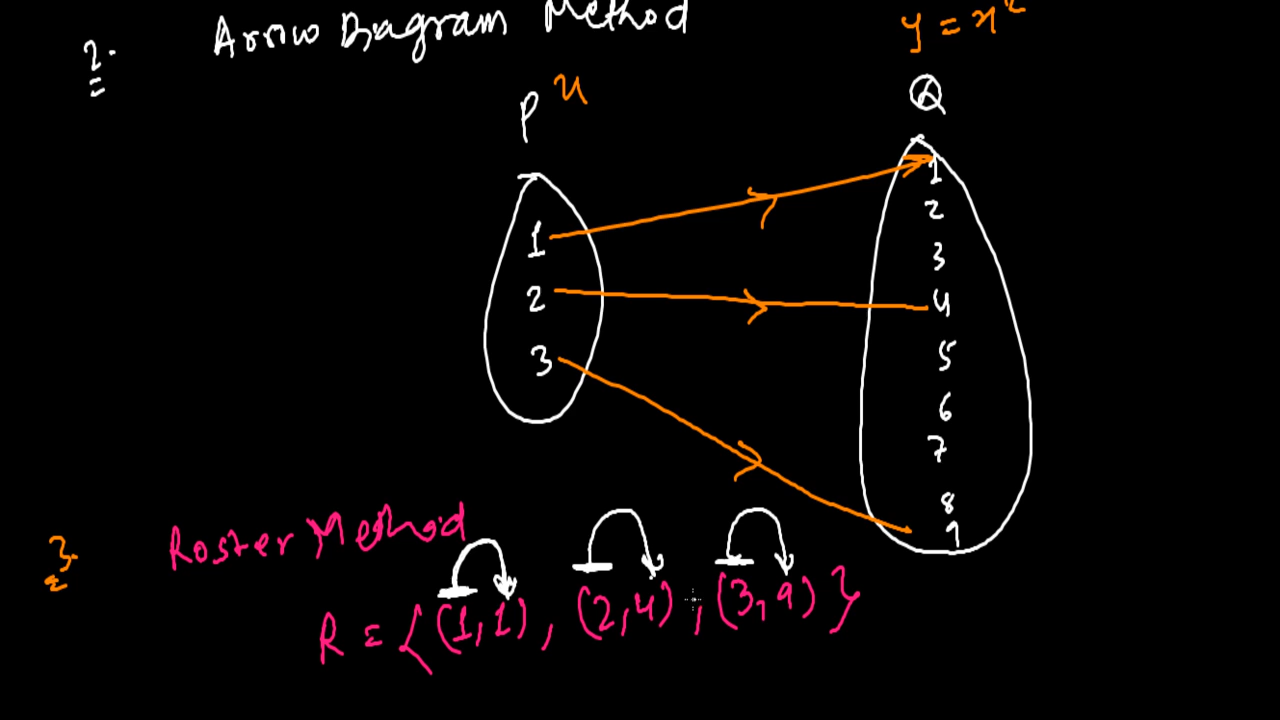 2. Arrow Diagram Method
y = x²
P x
Q
1
2
3
1
2
3
4
5
6
7
8
9
3. Roster Method
R = {(1,1), (2,4), (3,9)}